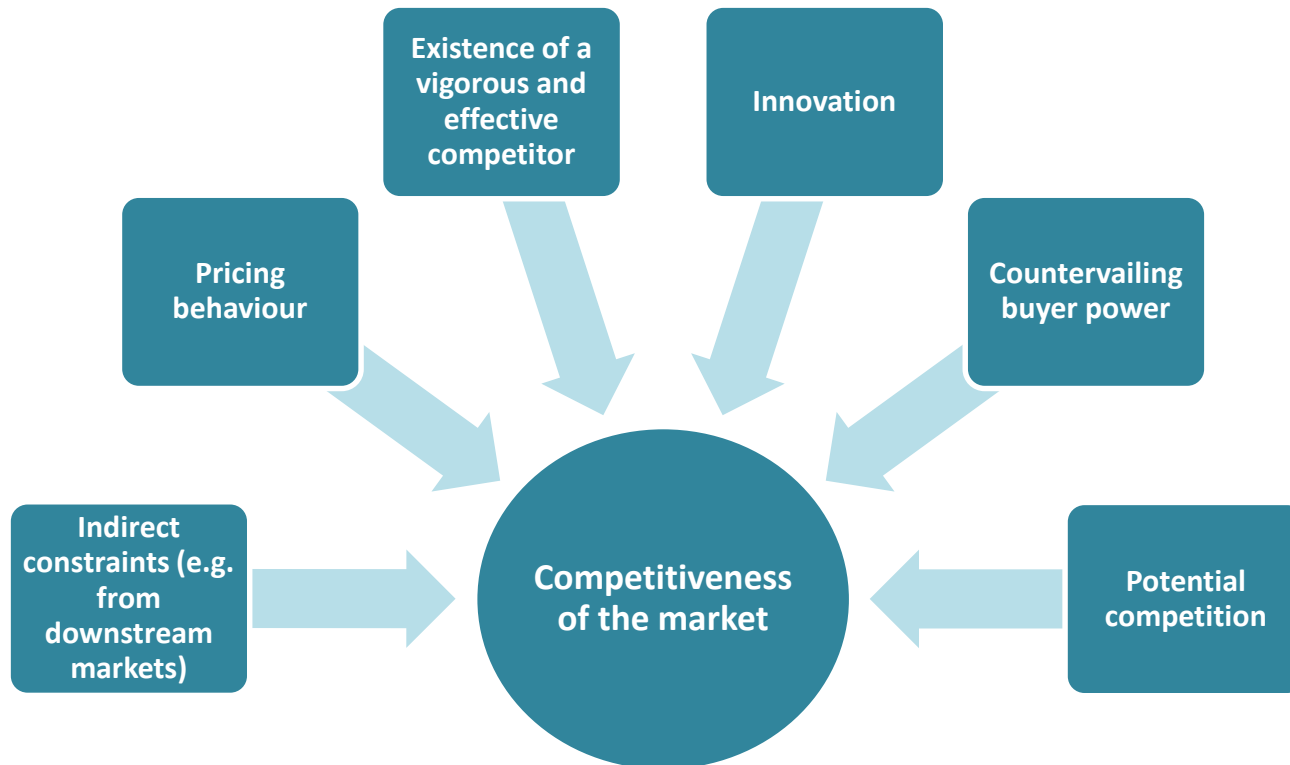 Existence of a
vigorous and
effective
competitor
Innovation
Pricing
behaviour
Countervailing
buyer power
Indirect
constraints (e.g.
from
downstream
markets)
Competitiveness
of the market
Potential
competition